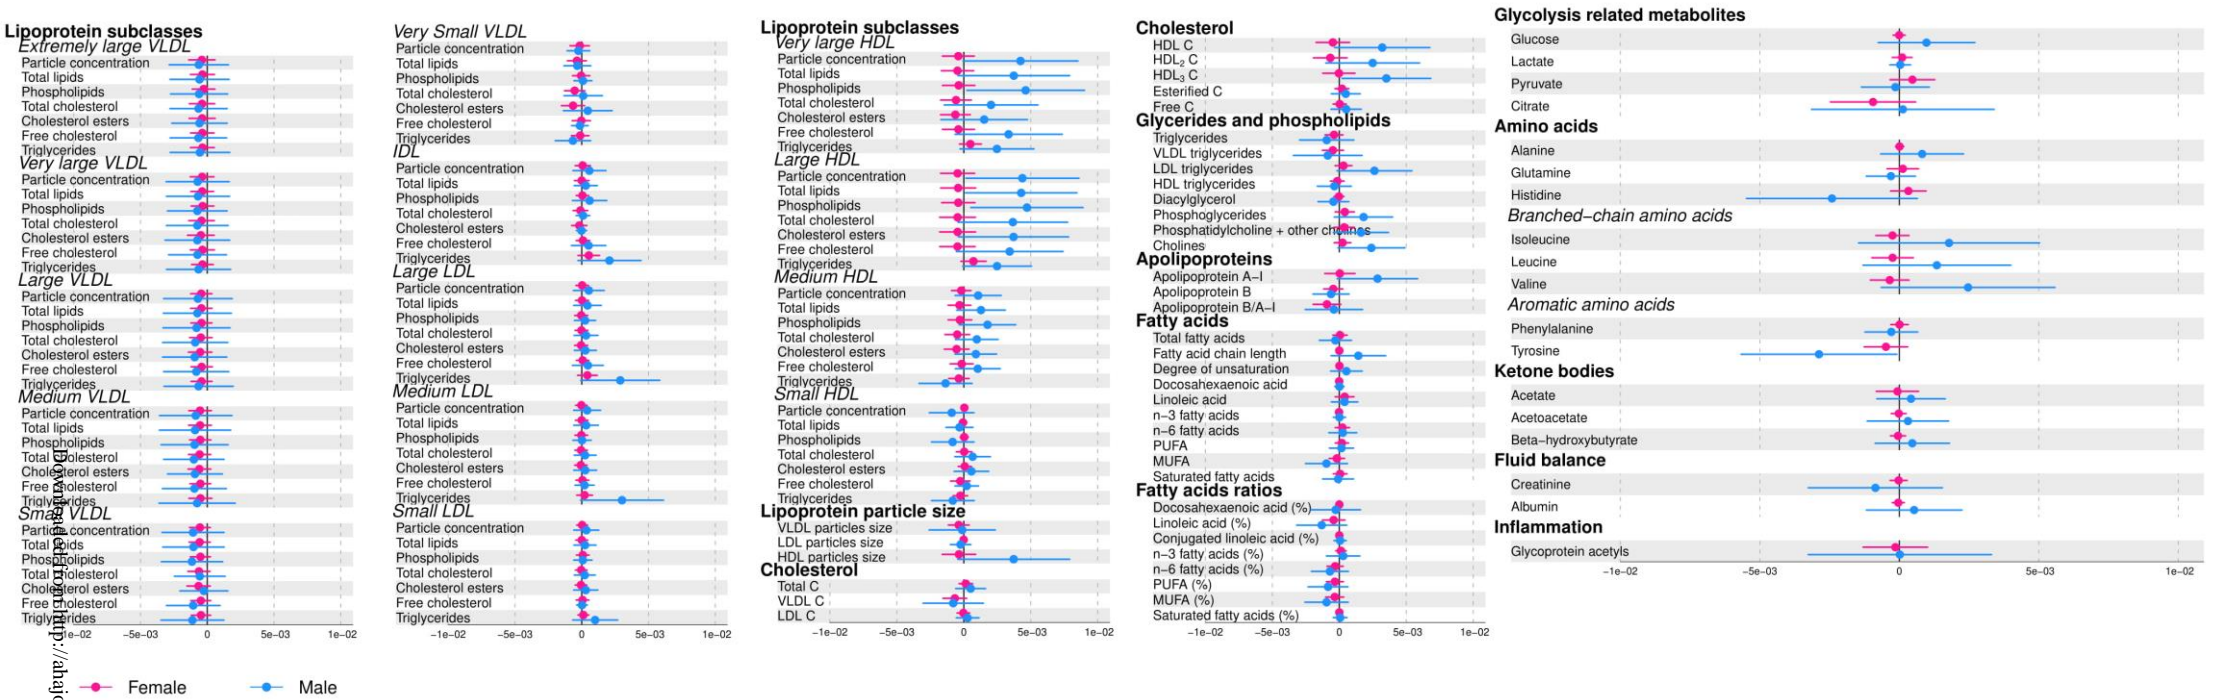 Lipoprotein subclasses
Extremely large VLDL
Particle concentration
Total lipids
Phospholipids
Total cholesterol
Cholesterol esters
Free cholesterol
Triglycerides
Very large VLDL
Particle concentration
Total lipids
Phospholipids
Total cholesterol
Cholesterol esters
Free cholesterol
Triglycerides
Large VLDL
Particle concentration
Total lipids
Phospholipids
Total cholesterol
Cholesterol esters
Free cholesterol
Triglycerides
Medium VLDL
Particle concentration
Total lipids
Phospholipids
Total cholesterol
Cholesterol esters
Free cholesterol
Triglycerides
Small VLDL
Particle concentration
Total lipids
Phospholipids
Total cholesterol
Cholesterol esters
Free cholesterol
Triglycerides
−1e−02 −5e−03 0 5e−03 1e−02
Downloaded from http://ahajo
Very Small VLDL
Particle concentration
Total lipids
Phospholipids
Total cholesterol
Cholesterol esters
Free cholesterol
Triglycerides
IDL
Particle concentration
Total lipids
Phospholipids
Total cholesterol
Cholesterol esters
Free cholesterol
Triglycerides
Large LDL
Particle concentration
Total lipids
Phospholipids
Total cholesterol
Cholesterol esters
Free cholesterol
Triglycerides
Medium LDL
Particle concentration
Total lipids
Phospholipids
Total cholesterol
Cholesterol esters
Free cholesterol
Triglycerides
Small LDL
Particle concentration
Total lipids
Phospholipids
Total cholesterol
Cholesterol esters
Free cholesterol
Triglycerides
−1e−02 −5e−03 0 5e−03 1e−02
Lipoprotein subclasses
Very large HDL
Particle concentration
Total lipids
Phospholipids
Total cholesterol
Cholesterol esters
Free cholesterol
Triglycerides
Large HDL
Particle concentration
Total lipids
Phospholipids
Total cholesterol
Cholesterol esters
Free cholesterol
Triglycerides
Medium HDL
Particle concentration
Total lipids
Phospholipids
Total cholesterol
Cholesterol esters
Free cholesterol
Triglycerides
Small HDL
Particle concentration
Total lipids
Phospholipids
Total cholesterol
Cholesterol esters
Free cholesterol
Triglycerides
Lipoprotein particle size
VLDL particles size
LDL particles size
HDL particles size
Cholesterol
Total C
VLDL C
LDL C
−1e−02 −5e−03 0 5e−03 1e−02
Cholesterol
HDL C
HDL₂ C
HDL₃ C
Esterified C
Free C
Glycerides and phospholipids
Triglycerides
VLDL triglycerides
LDL triglycerides
HDL triglycerides
Diacylglycerol
Phosphoglycerides
Phosphatidylcholine + other cholines
Cholines
Apolipoproteins
Apolipoprotein A−I
Apolipoprotein B
Apolipoprotein B/A−I
Fatty acids
Total fatty acids
Fatty acid chain length
Degree of unsaturation
Docosahexaenoic acid
Linoleic acid
n−3 fatty acids
n−6 fatty acids
PUFA
MUFA
Saturated fatty acids
Fatty acids ratios
Docosahexaenoic acid (%)
Linoleic acid (%)
Conjugated linoleic acid (%)
n−3 fatty acids (%)
n−6 fatty acids (%)
PUFA (%)
MUFA (%)
Saturated fatty acids (%)
−1e−02 −5e−03 0 5e−03 1e−02
Glycolysis related metabolites
Glucose
Lactate
Pyruvate
Citrate
Amino acids
Alanine
Glutamine
Histidine
Branched−chain amino acids
Isoleucine
Leucine
Valine
Aromatic amino acids
Phenylalanine
Tyrosine
Ketone bodies
Acetate
Acetoacetate
Beta−hydroxybutyrate
Fluid balance
Creatinine
Albumin
Inflammation
Glycoprotein acetyls
−1e−02 −5e−03 0 5e−03 1e−02
Female Male